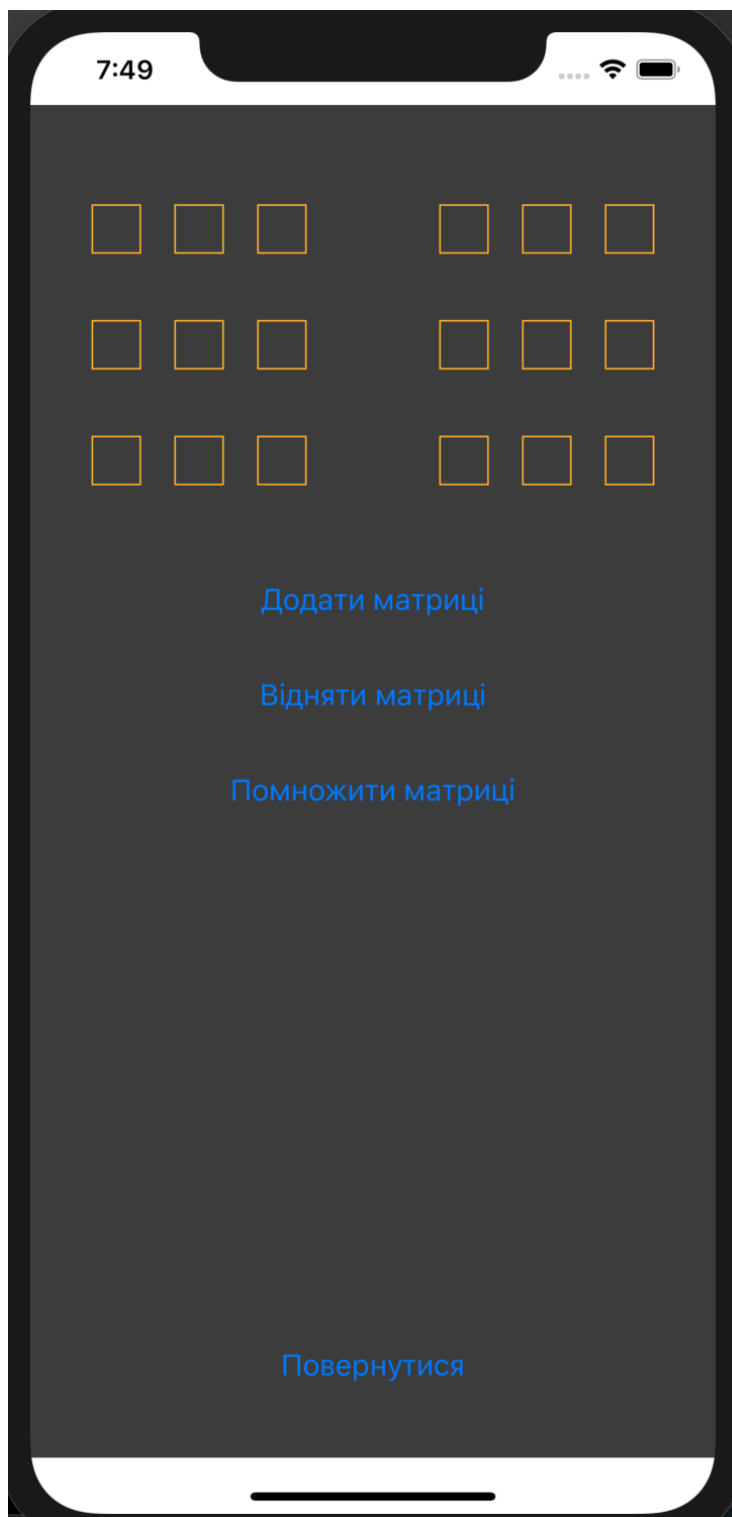 7:49
Додати матриці
Відняти матриці
Помножити матриці
Повернутися